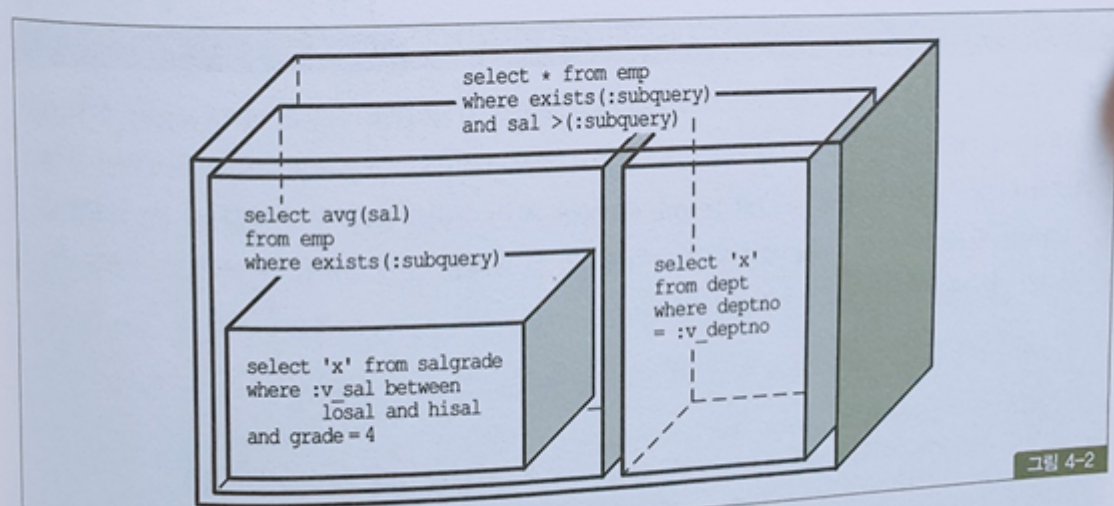 select * from emp
where exists(:subquery)
and sal >(:subquery)
select avg(sal)
from emp
where exists(:subquery)
select 'x' from salgrade
where :v_sal between
losal and hisal
and grade = 4
select 'x'
from dept
where deptno
= :v_deptno
그림 4-2